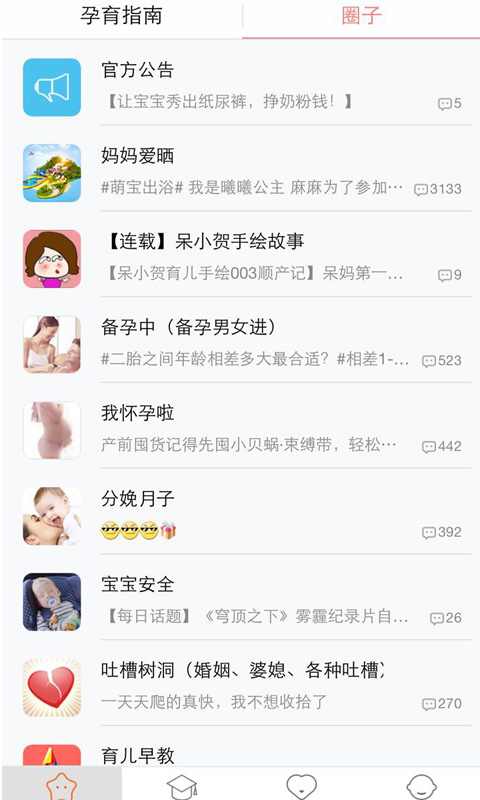 孕育指南
圈子
官方公告
【让宝宝秀出纸尿裤，挣奶粉钱！】
5
妈妈爱晒
#萌宝出浴# 我是曦曦公主 麻麻为了参加…
3133
【连载】呆小贺手绘故事
【呆小贺育儿手绘003顺产记】呆妈第一…
9
备孕中（备孕男女进）
#二胎之间年龄相差多大最合适？#相差1-…
523
我怀孕啦
产前囤货记得先囤小贝蜗·束缚带，轻松…
442
分娩月子
392
宝宝安全
【每日话题】《穹顶之下》雾霾纪录片自…
26
吐槽树洞（婚姻、婆媳、各种吐槽）
一天天爬的真快，我不想收拾了
270
育儿早教